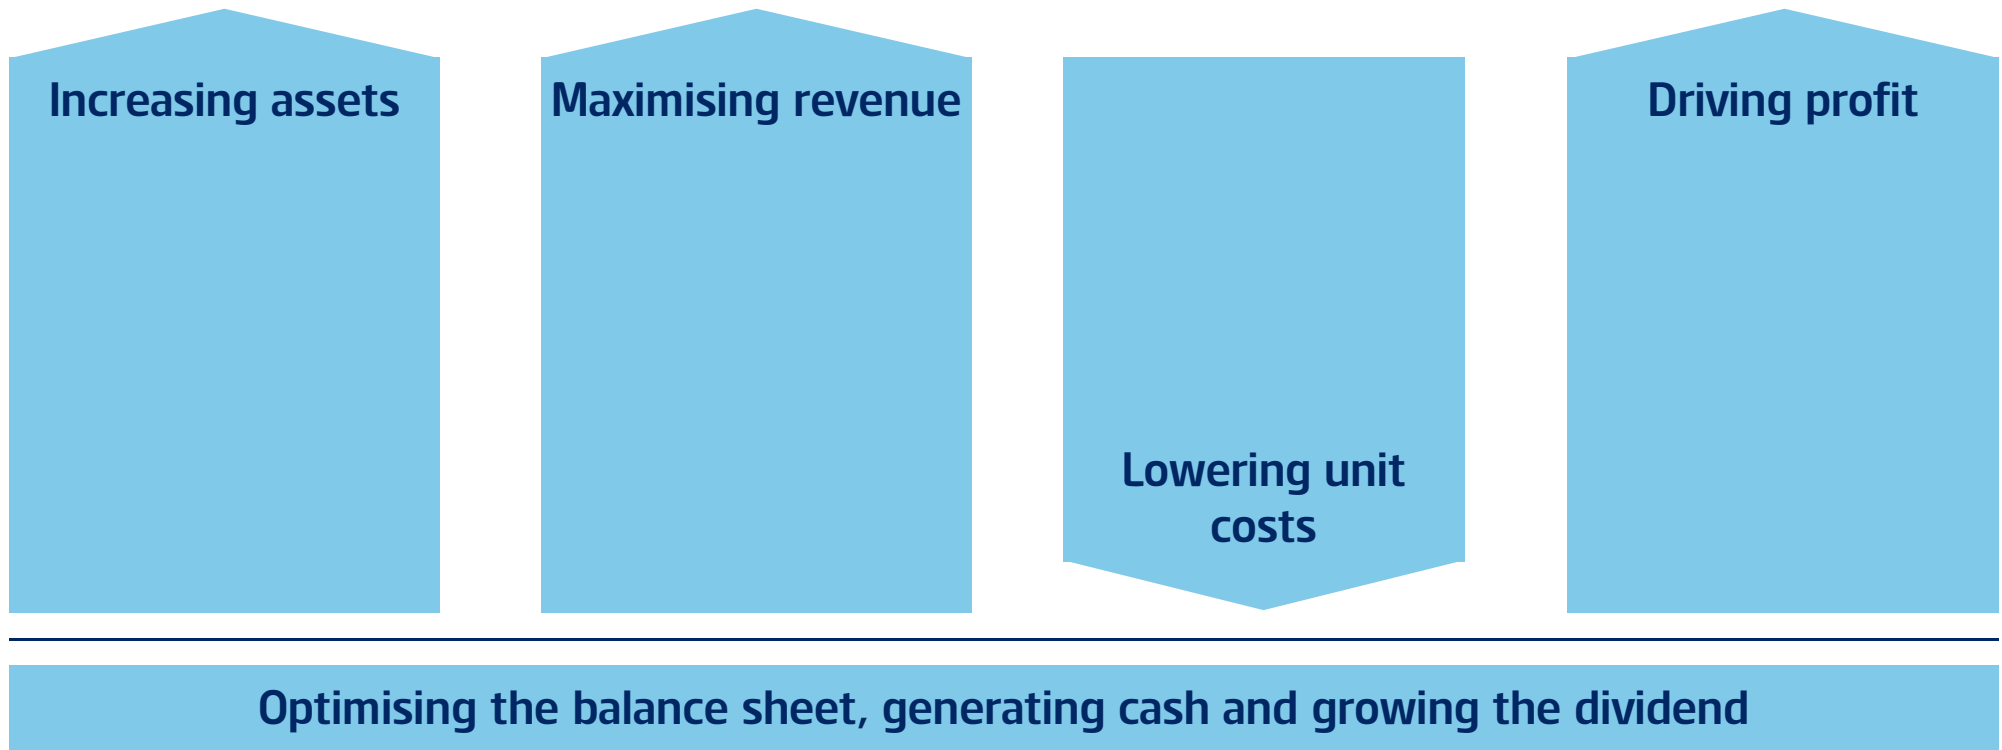 Increasing assets
Maximising revenue
Lowering unit
costs
Driving profit
Optimising the balance sheet, generating cash and growing the dividend